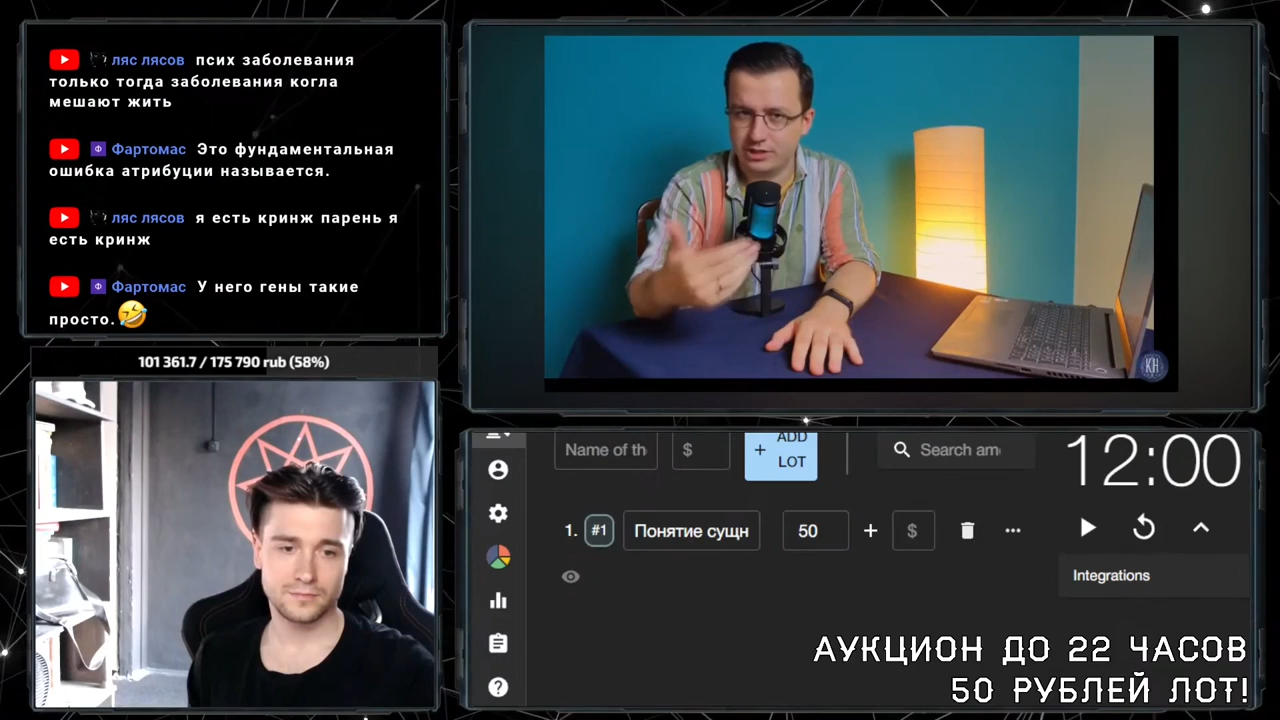 ляс лясов псих заболевания
только тогда заболевания когла
мешают жить
Ф Фартомас Это фундаментальная
ошибка атрибуции называется.
ляс лясов я есть кринж парень я
есть кринж
Ф Фартомас У него гены такие
просто.🤣
101 361.7 / 175 790 rub (58%)
КН
Name of th
$
+ ADD
LOT
Search am
12:00
1. #1 Понятие сущн 50 + $
Integrations
АУКЦИОН ДО 22 ЧАСОВ
50 РУБЛЕЙ ЛОТ!